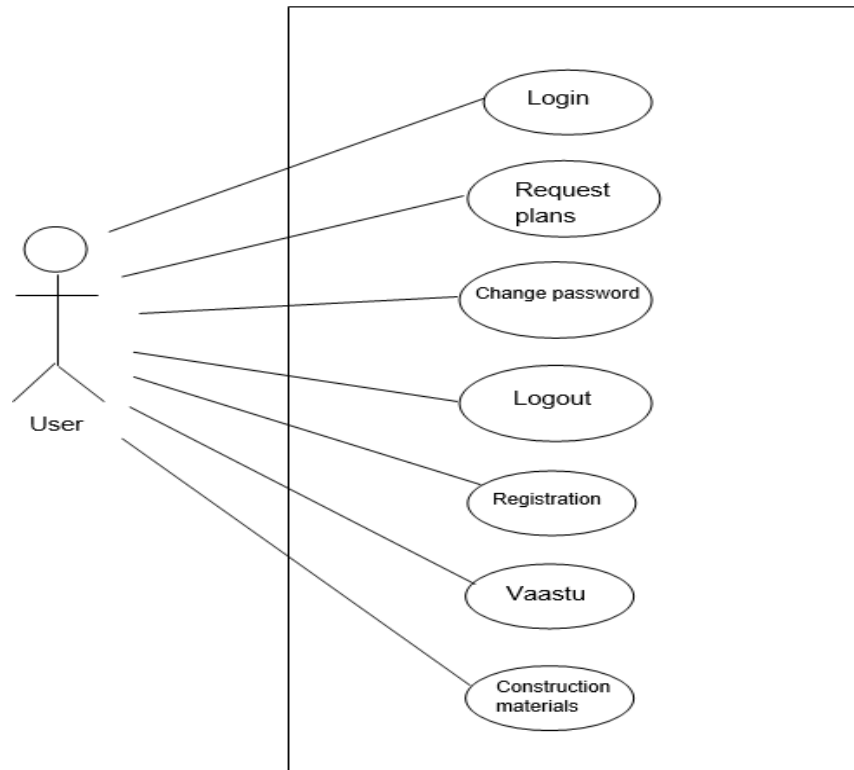 Login
Request
plans
Change password
Logout
User
Registration
Vaastu
Construction
materials